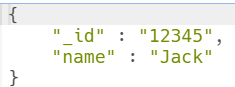 {
    "_id" : "12345",
    "name" : "Jack"
}